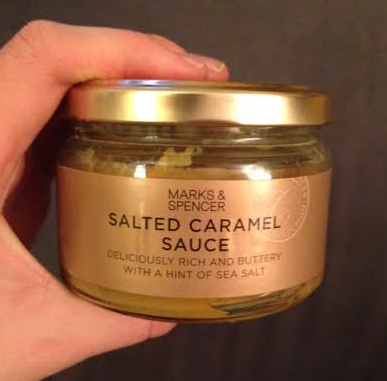 MARKS &
SPENCER
SALTED CARAMEL
SAUCE
DELICIOUSLY RICH AND BUTTERY
WITH A HINT OF SEA SALT